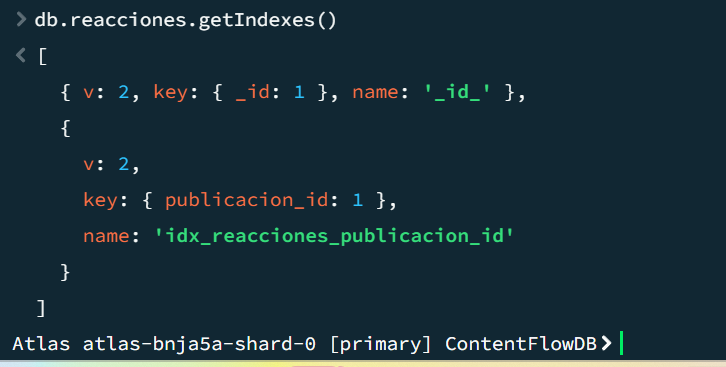 > db.reacciones.getIndexes()
< [
{ v: 2, key: { _id: 1 }, name: '_id_' },
{
v: 2,
key: { publicacion_id: 1 },
name: 'idx_reacciones_publicacion_id'
}
]
Atlas atlas-bnja5a-shard-0 [primary] ContentFlowDB>